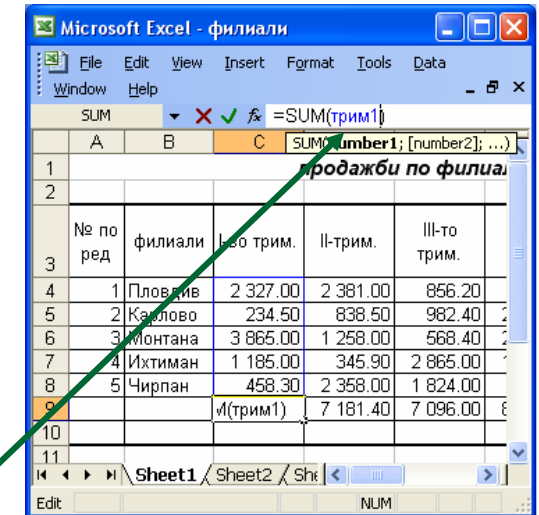 Microsoft Excel - филиали
File Edit View Insert Format Tools Data
Window Help
SUM =SUM(трим1)
A B C SUM(number1; [number2]; ...)
1 продажби по
2
3 № по ред филиали трим. II-трим. III-то трим.
4 1 Пловдив 2 327.00 2 381.00 856.20
5 2 Карлово 234.50 838.50 982.40
6 3 Монтана 3 865.00 1 258.00 568.40
7 4 Ихтиман 1 185.00 345.90 2 865.00
8 5 Чирпан 458.30 2 358.00 1 824.00
9 (трим1) 7 181.40 7 096.00
10
11
Sheet1 Sheet2
Edit NUM